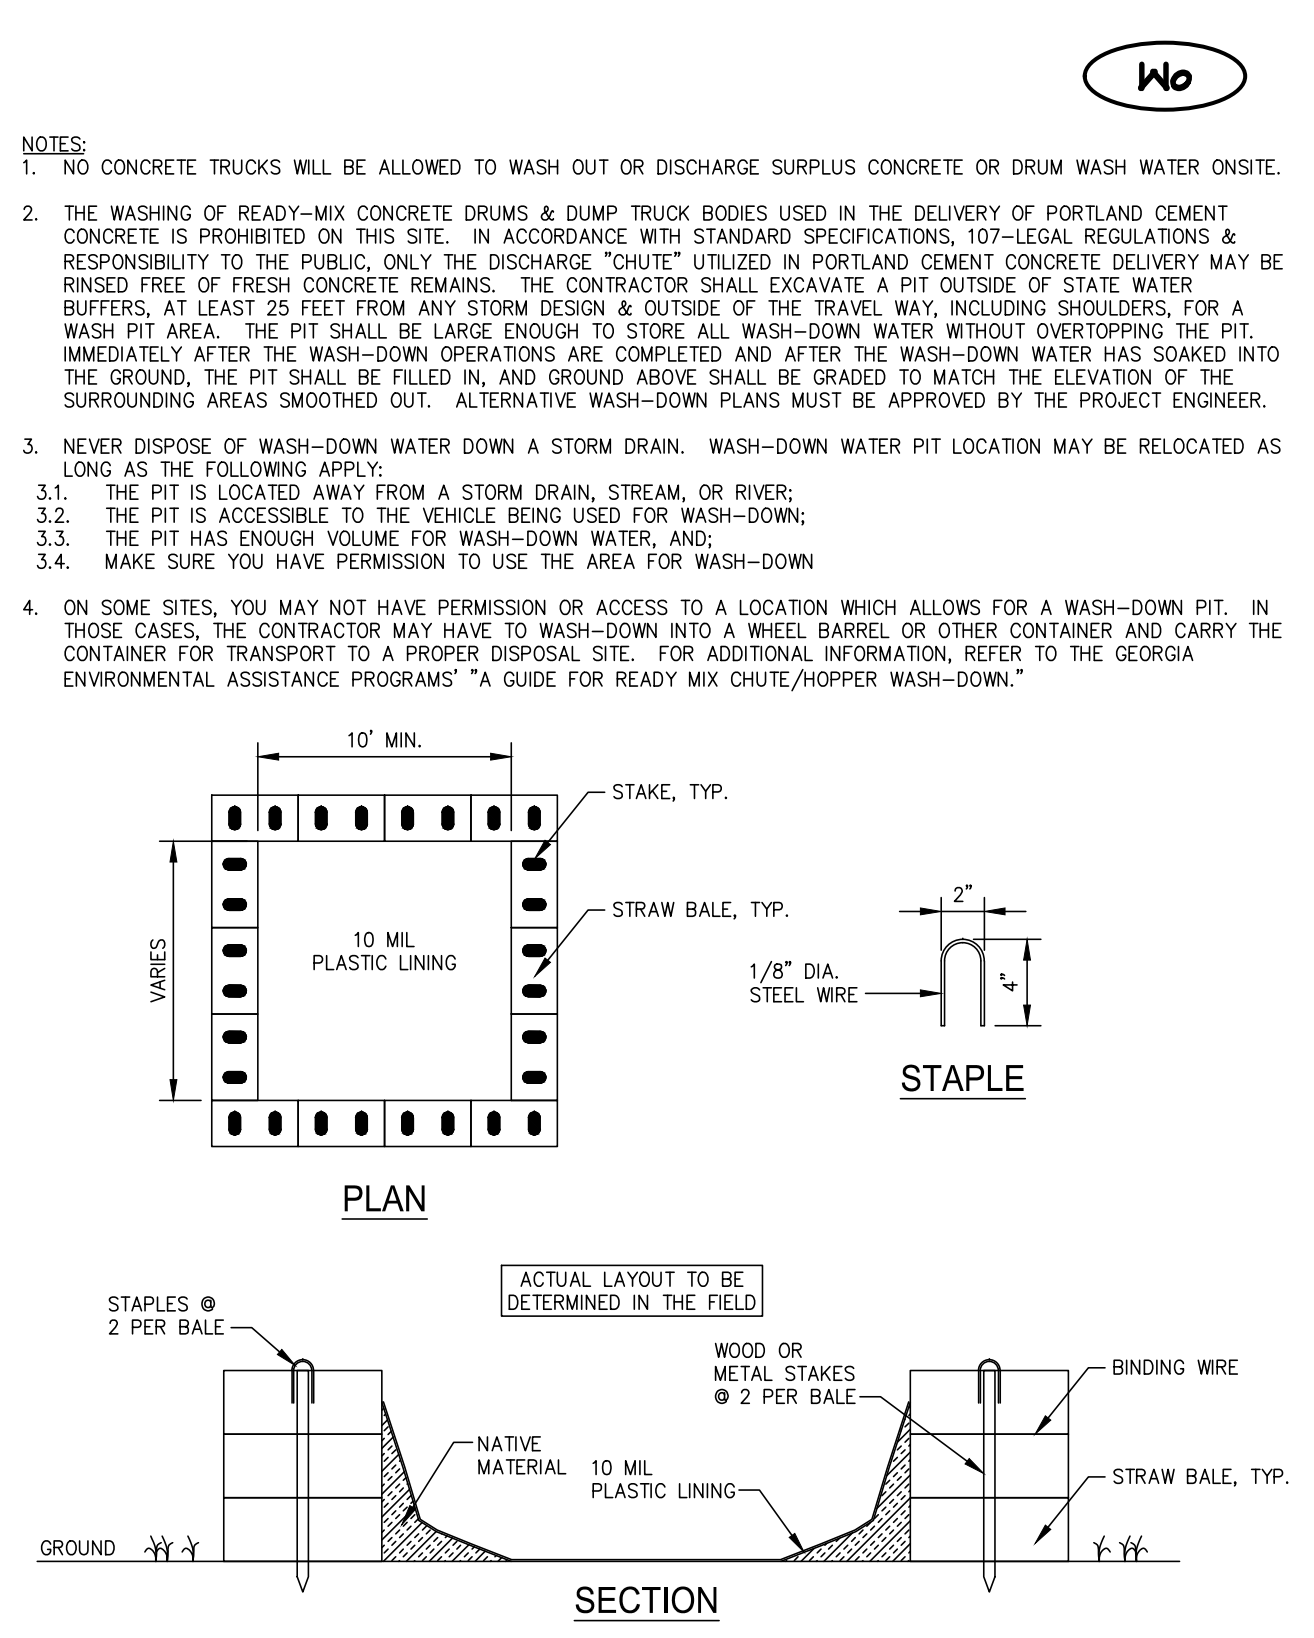 Wo
NOTES:
1. NO CONCRETE TRUCKS WILL BE ALLOWED TO WASH OUT OR DISCHARGE SURPLUS CONCRETE OR DRUM WASH WATER ONSITE.
2. THE WASHING OF READY-MIX CONCRETE DRUMS & DUMP TRUCK BODIES USED IN THE DELIVERY OF PORTLAND CEMENT
CONCRETE IS PROHIBITED ON THIS SITE. IN ACCORDANCE WITH STANDARD SPECIFICATIONS, 107-LEGAL REGULATIONS &
RESPONSIBILITY TO THE PUBLIC, ONLY THE DISCHARGE "CHUTE" UTILIZED IN PORTLAND CEMENT CONCRETE DELIVERY MAY BE
RINSED FREE OF FRESH CONCRETE REMAINS. THE CONTRACTOR SHALL EXCAVATE A PIT OUTSIDE OF STATE WATER
BUFFERS, AT LEAST 25 FEET FROM ANY STORM DESIGN & OUTSIDE OF THE TRAVEL WAY, INCLUDING SHOULDERS, FOR A
WASH PIT AREA. THE PIT SHALL BE LARGE ENOUGH TO STORE ALL WASH-DOWN WATER WITHOUT OVERTOPPING THE PIT.
IMMEDIATELY AFTER THE WASH-DOWN OPERATIONS ARE COMPLETED AND AFTER THE WASH-DOWN WATER HAS SOAKED INTO
THE GROUND, THE PIT SHALL BE FILLED IN, AND GROUND ABOVE SHALL BE GRADED TO MATCH THE ELEVATION OF THE
SURROUNDING AREAS SMOOTHED OUT. ALTERNATIVE WASH-DOWN PLANS MUST BE APPROVED BY THE PROJECT ENGINEER.
3. NEVER DISPOSE OF WASH-DOWN WATER DOWN A STORM DRAIN. WASH-DOWN WATER PIT LOCATION MAY BE RELOCATED AS
LONG AS THE FOLLOWING APPLY:
3.1. THE PIT IS LOCATED AWAY FROM A STORM DRAIN, STREAM, OR RIVER;
3.2. THE PIT IS ACCESSIBLE TO THE VEHICLE BEING USED FOR WASH-DOWN;
3.3. THE PIT HAS ENOUGH VOLUME FOR WASH-DOWN WATER, AND;
3.4. MAKE SURE YOU HAVE PERMISSION TO USE THE AREA FOR WASH-DOWN
4. ON SOME SITES, YOU MAY NOT HAVE PERMISSION OR ACCESS TO A LOCATION WHICH ALLOWS FOR A WASH-DOWN PIT. IN
THOSE CASES, THE CONTRACTOR MAY HAVE TO WASH-DOWN INTO A WHEEL BARREL OR OTHER CONTAINER AND CARRY THE
CONTAINER FOR TRANSPORT TO A PROPER DISPOSAL SITE. FOR ADDITIONAL INFORMATION, REFER TO THE GEORGIA
ENVIRONMENTAL ASSISTANCE PROGRAMS' "A GUIDE FOR READY MIX CHUTE/HOPPER WASH-DOWN."
10' MIN.
STAKE, TYP.
STRAW BALE, TYP.
VARIES
10 MIL
PLASTIC LINING
PLAN
2"
1/8" DIA.
STEEL WIRE
4"
STAPLE
ACTUAL LAYOUT TO BE
DETERMINED IN THE FIELD
STAPLES @
2 PER BALE
WOOD OR
METAL STAKES
@ 2 PER BALE
BINDING WIRE
NATIVE
MATERIAL
10 MIL
PLASTIC LINING
STRAW BALE, TYP.
GROUND
SECTION